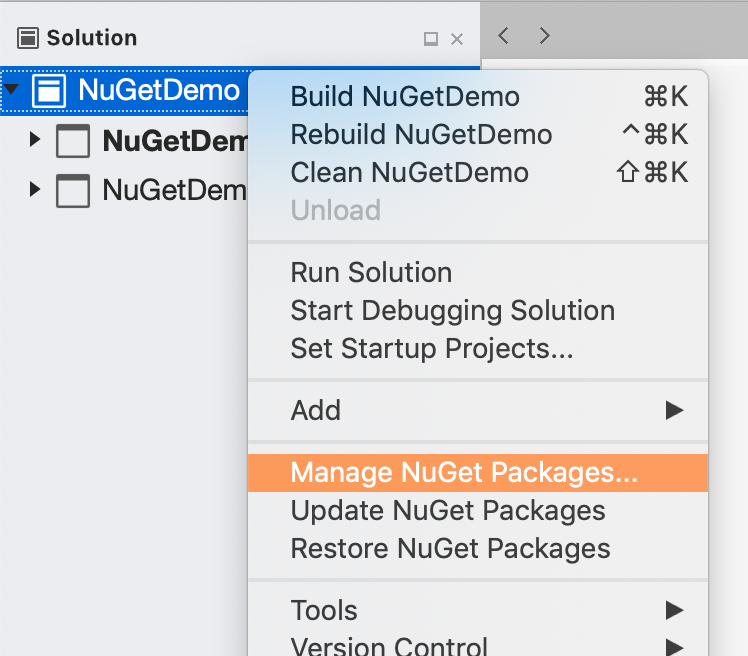 Solution
NuGetDemo
NuGetDem
NuGetDem
Build NuGetDemo ⌘K
Rebuild NuGetDemo ^⌘K
Clean NuGetDemo ⇧⌘K
Unload
Run Solution
Start Debugging Solution
Set Startup Projects...
Add
Manage NuGet Packages...
Update NuGet Packages
Restore NuGet Packages
Tools
Version Control